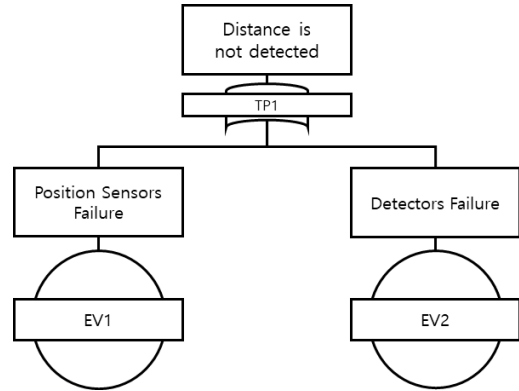 Distance is
not detected
TP1
Position Sensors
Failure
Detectors Failure
EV1
EV2